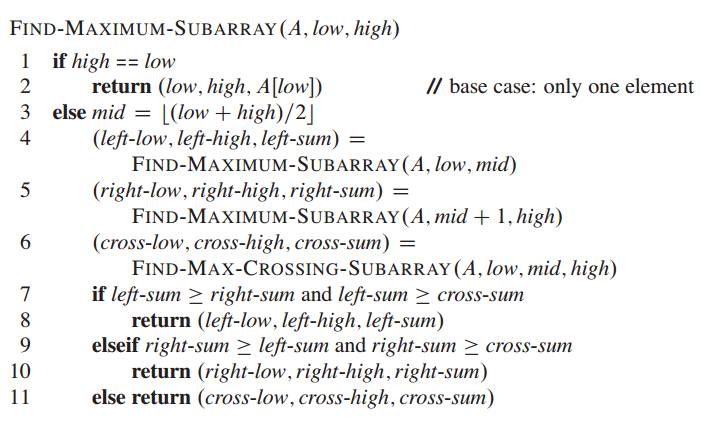 FIND-MAXIMUM-SUBARRAY(A, low, high)
1 if high == low
2 return (low, high, A[low]) // base case: only one element
3 else mid = ⌊(low + high)/2⌋
4 (left-low, left-high, left-sum) =
FIND-MAXIMUM-SUBARRAY(A, low, mid)
5 (right-low, right-high, right-sum) =
FIND-MAXIMUM-SUBARRAY(A, mid + 1, high)
6 (cross-low, cross-high, cross-sum) =
FIND-MAX-CROSSING-SUBARRAY(A, low, mid, high)
7 if left-sum ≥ right-sum and left-sum ≥ cross-sum
8 return (left-low, left-high, left-sum)
9 elseif right-sum ≥ left-sum and right-sum ≥ cross-sum
10 return (right-low, right-high, right-sum)
11 else return (cross-low, cross-high, cross-sum)